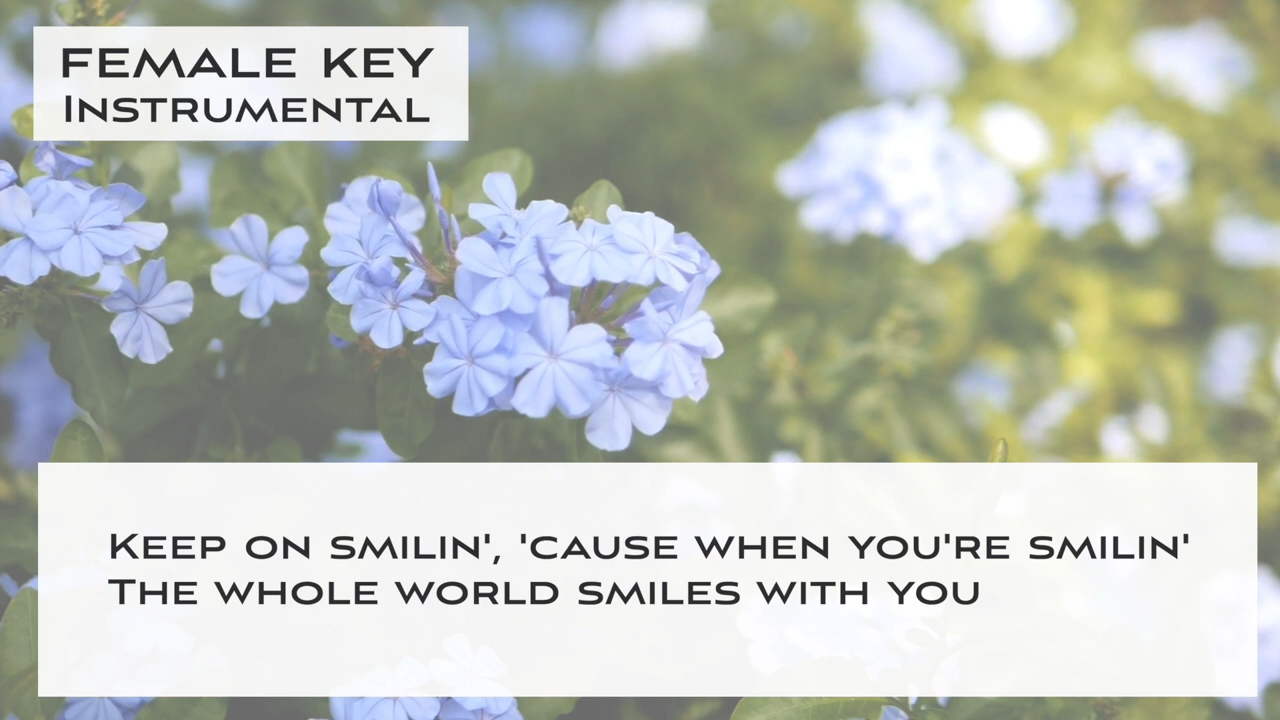 FEMALE KEY
INSTRUMENTAL
KEEP ON SMILIN', 'CAUSE WHEN YOU'RE SMILIN'
THE WHOLE WORLD SMILES WITH YOU